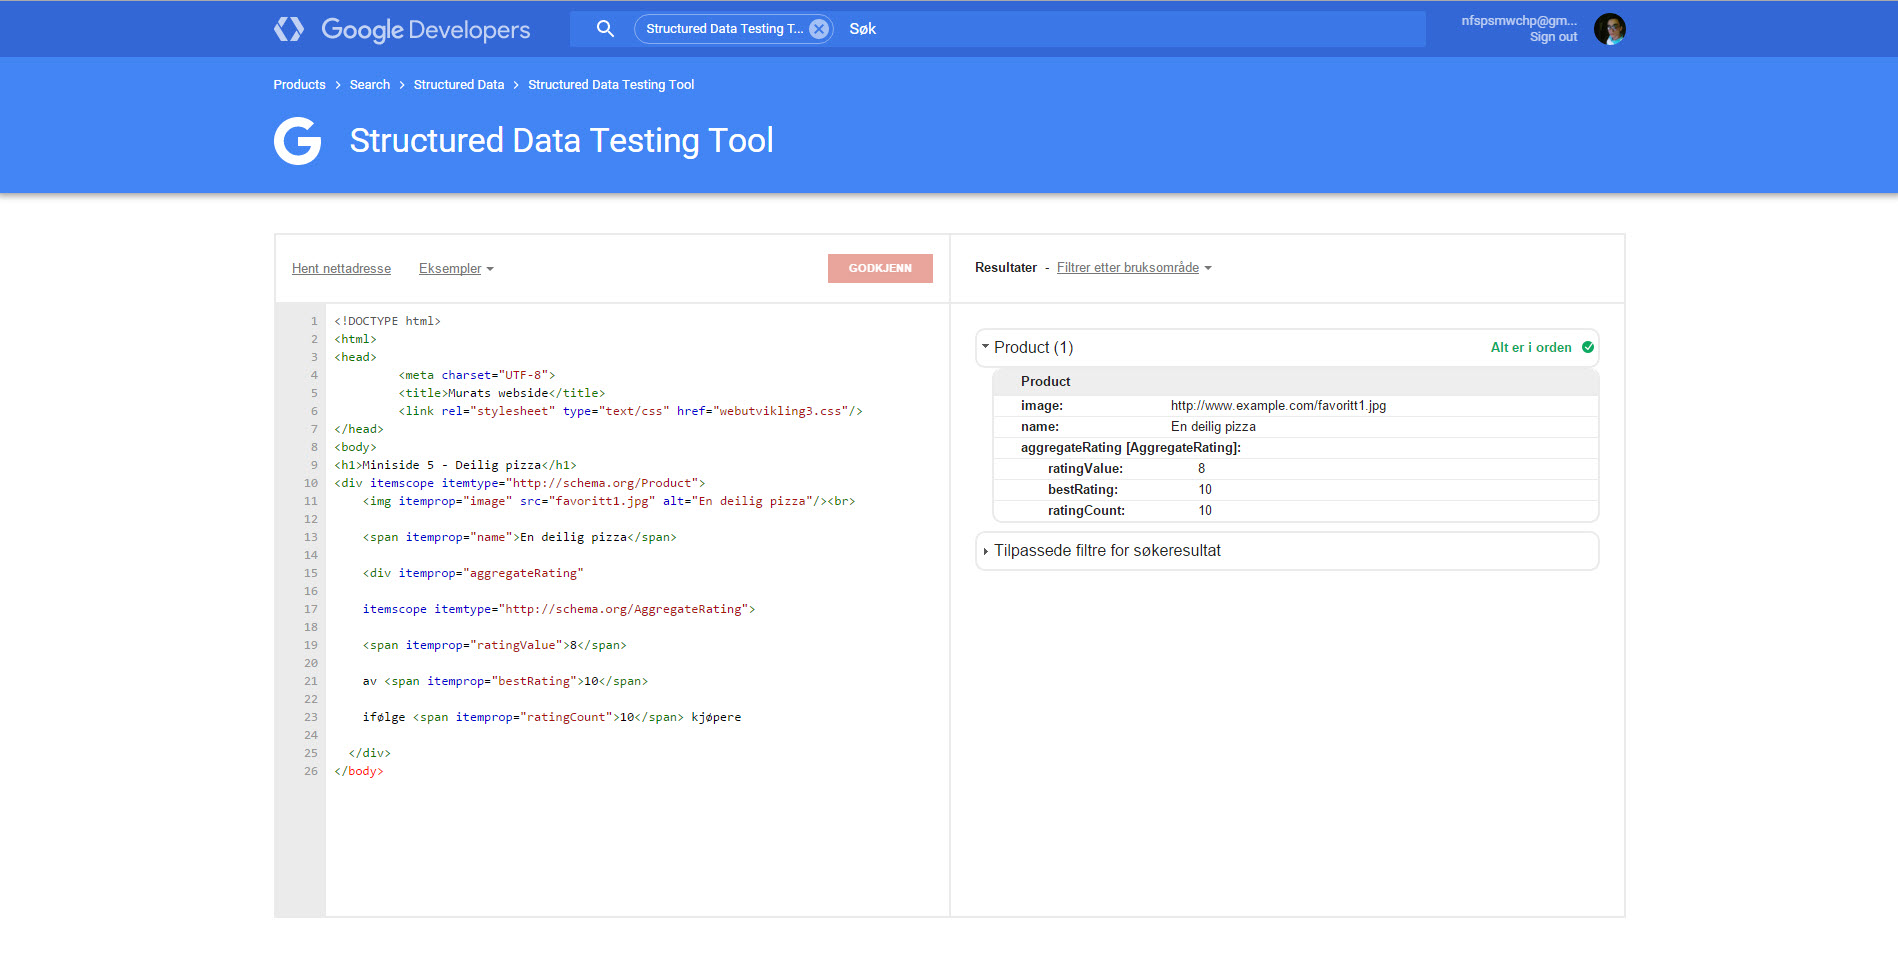 Google Developers
Structured Data Testing T...
Søk
nfspsmwchp@gm...
Sign out
Products > Search > Structured Data > Structured Data Testing Tool
G Structured Data Testing Tool
Hent nettadresse Eksempler GODKJENN
1 <!DOCTYPE html>
2 <html>
3 <head>
4 <meta charset="UTF-8">
5 <title>Murats webside</title>
6 <link rel="stylesheet" type="text/css" href="webutvikling3.css"/>
7 </head>
8 <body>
9 <h1>Miniside 5 - Deilig pizza</h1>
10 <div itemscope itemtype="http://schema.org/Product">
11 <img itemprop="image" src="favoritt1.jpg" alt="En deilig pizza"/><br>
12
13 <span itemprop="name">En deilig pizza</span>
14
15 <div itemprop="aggregateRating"
16
17 itemscope itemtype="http://schema.org/AggregateRating">
18
19 <span itemprop="ratingValue">8</span>
20
21 av <span itemprop="bestRating">10</span>
22
23 ifølge <span itemprop="ratingCount">10</span> kjøpere
24
25 </div>
26 </body>
Resultater - Filtrer etter bruksområde
Product (1) Alt er i orden
Product
image: http://www.example.com/favoritt1.jpg
name: En deilig pizza
aggregateRating [AggregateRating]:
ratingValue: 8
bestRating: 10
ratingCount: 10
Tilpassede filtre for søkeresultat